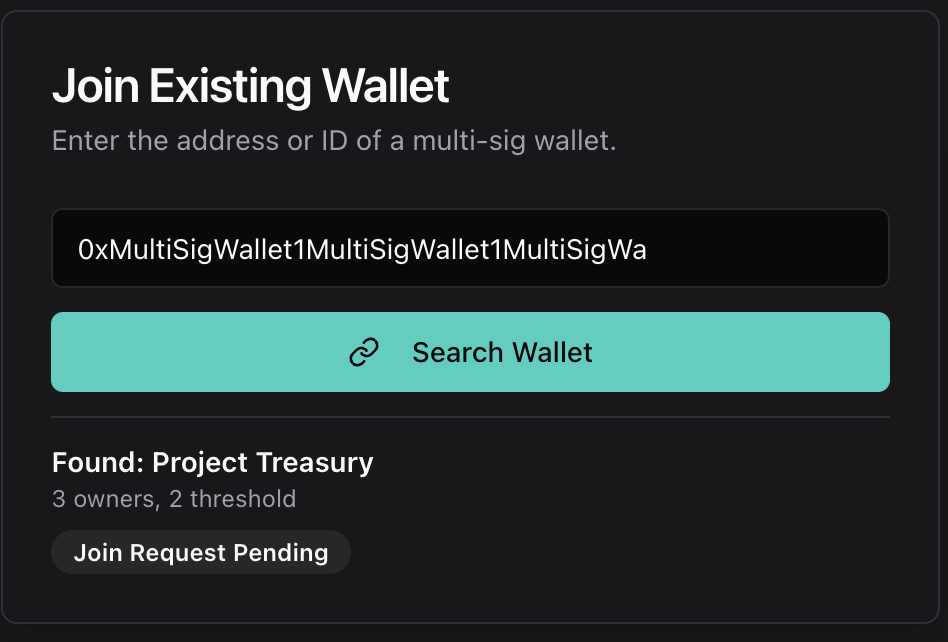 Join Existing Wallet
Enter the address or ID of a multi-sig wallet.
0xMultiSigWallet1MultiSigWallet1MultiSigWa
Search Wallet
Found: Project Treasury
3 owners, 2 threshold
Join Request Pending